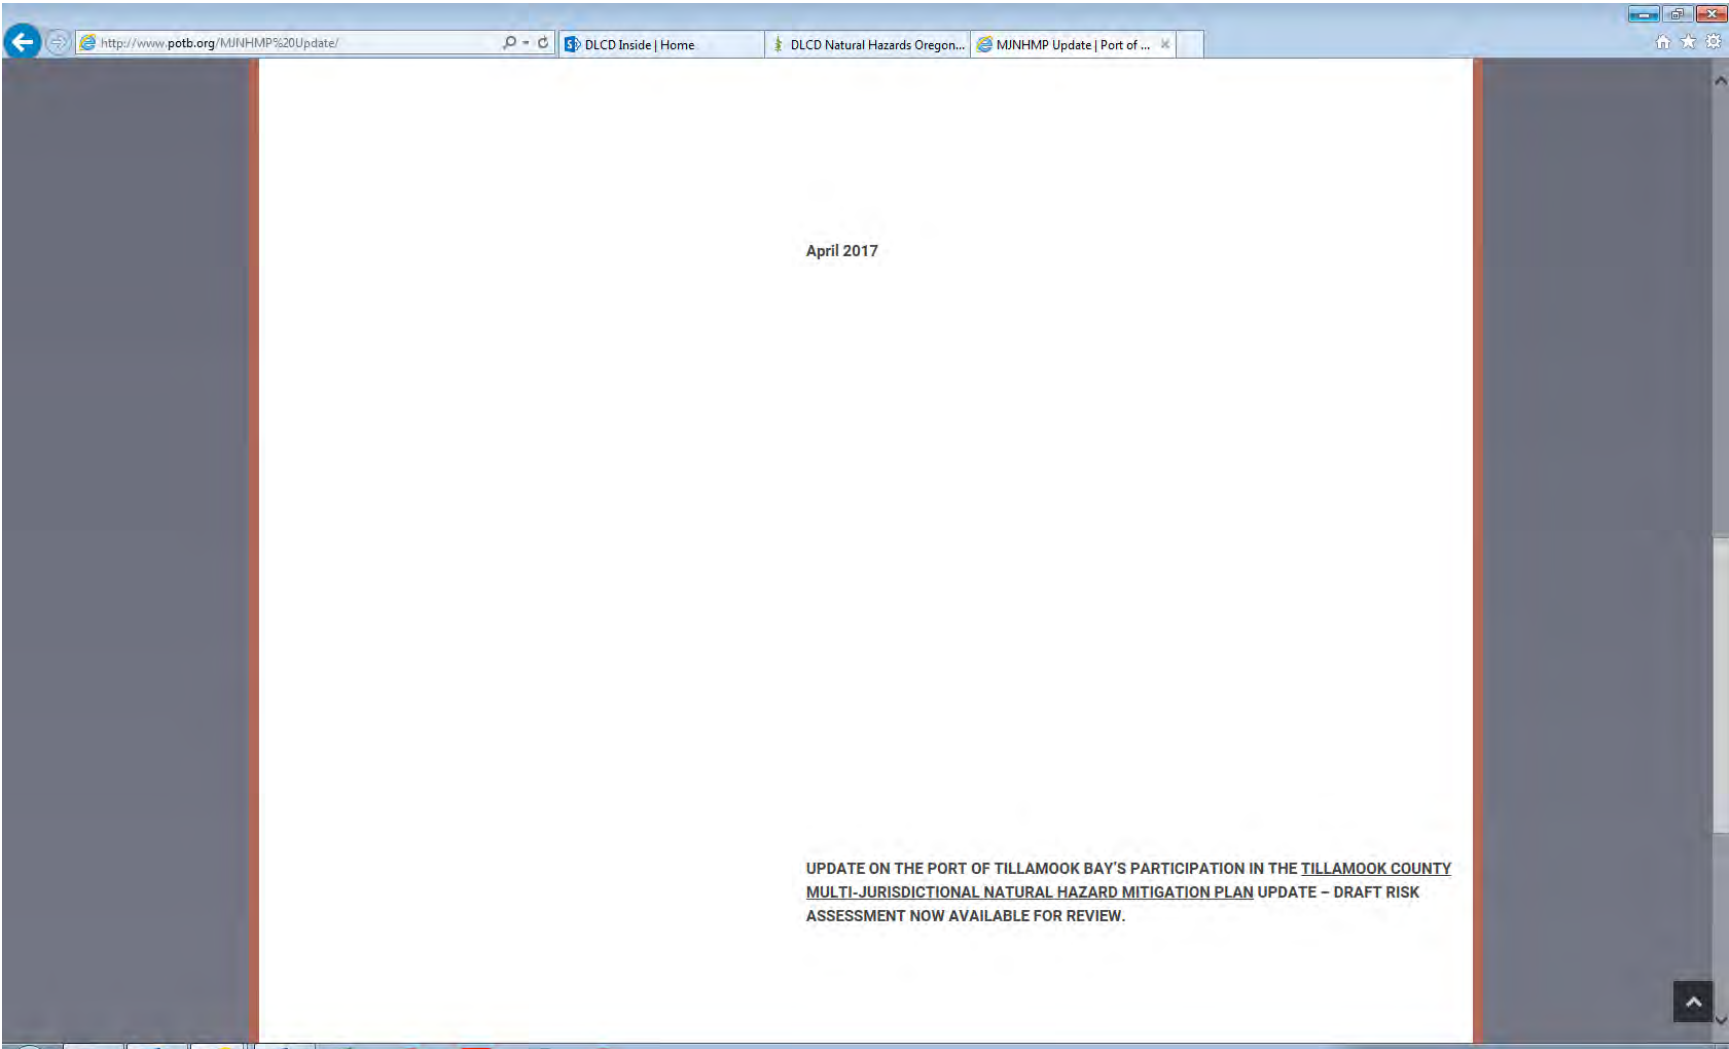 http://www.potb.org/MJNHMP%20Update/
DLCD Inside | Home
DLCD Natural Hazards Oregon...
MJNHMP Update | Port of ...
April 2017
UPDATE ON THE PORT OF TILLAMOOK BAY'S PARTICIPATION IN THE TILLAMOOK COUNTY
MULTI-JURISDICTIONAL NATURAL HAZARD MITIGATION PLAN UPDATE – DRAFT RISK
ASSESSMENT NOW AVAILABLE FOR REVIEW.